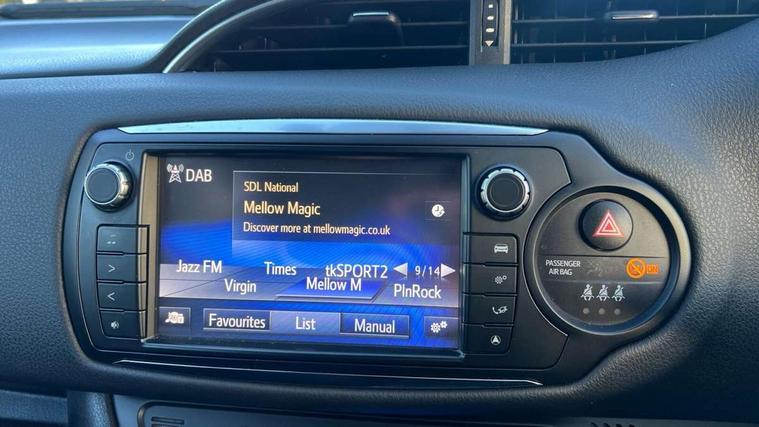 DAB
SDL National
Mellow Magic
Discover more at mellowmagic.co.uk
Jazz FM Times tkSPORT2 9/14
Virgin Mellow M PlnRock
Favourites List Manual
PASSENGER
AIR BAG
ON